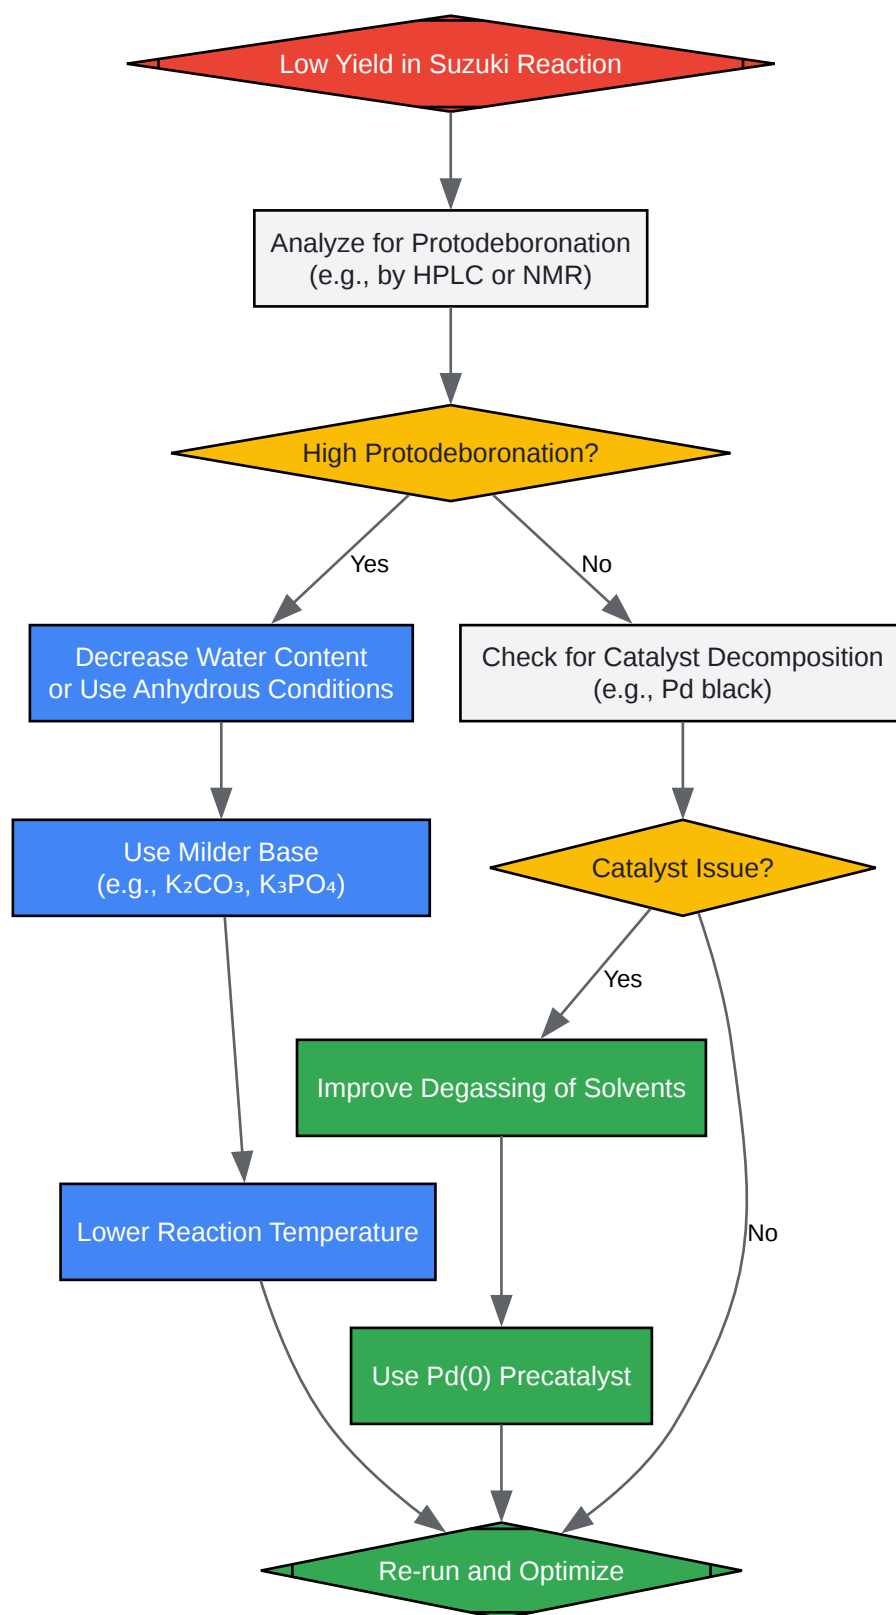 Low Yield in Suzuki Reaction
Analyze for Protodeboronation
(e.g., by HPLC or NMR)
High Protodeboronation?
Yes
No
Decrease Water Content
or Use Anhydrous Conditions
Check for Catalyst Decomposition
(e.g., Pd black)
Use Milder Base
(e.g., K₂CO₃, K₃PO₄)
Catalyst Issue?
Yes
Improve Degassing of Solvents
Lower Reaction Temperature
No
Use Pd(0) Precatalyst
Re-run and Optimize